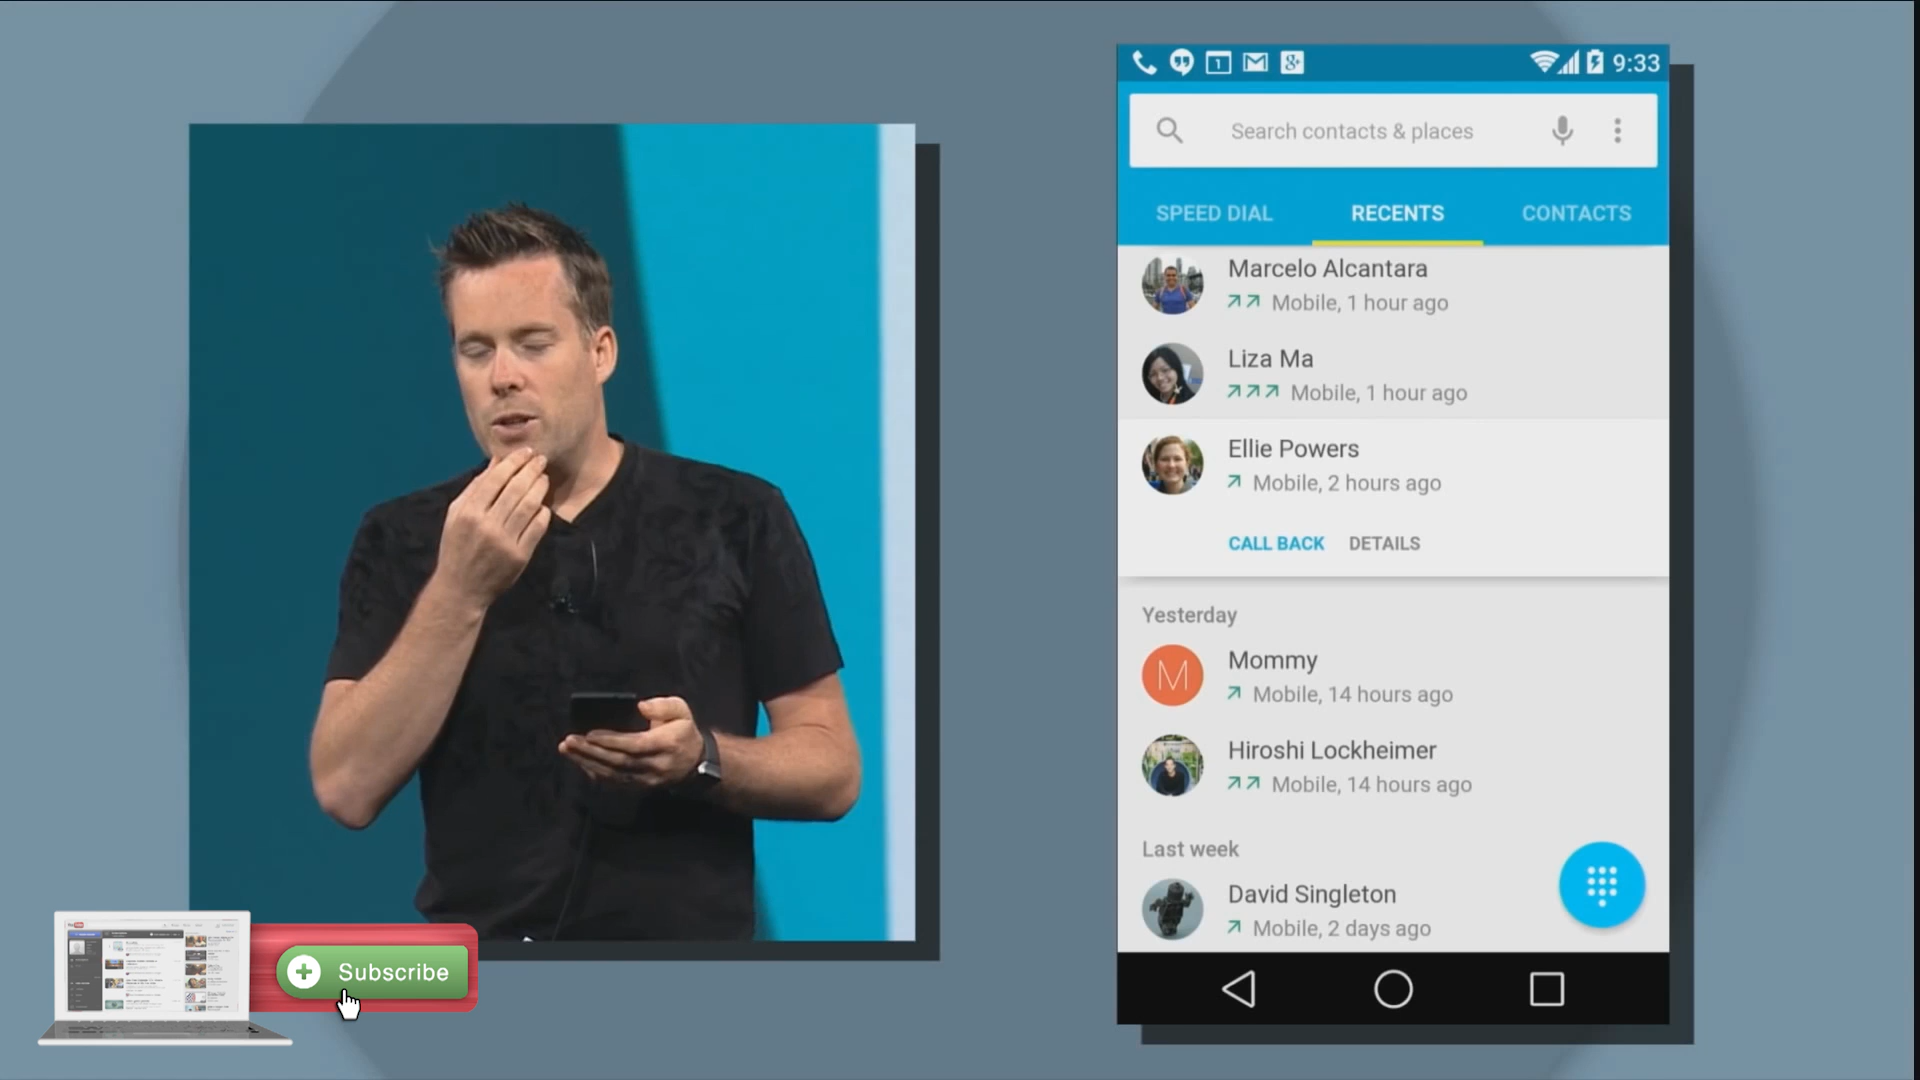 9:33
Search contacts & places
SPEED DIAL RECENTS CONTACTS
Marcelo Alcantara
Mobile, 1 hour ago
Liza Ma
Mobile, 1 hour ago
Ellie Powers
Mobile, 2 hours ago
CALL BACK DETAILS
Yesterday
M
Mommy
Mobile, 14 hours ago
Hiroshi Lockheimer
Mobile, 14 hours ago
Last week
David Singleton
Mobile, 2 days ago
Subscribe